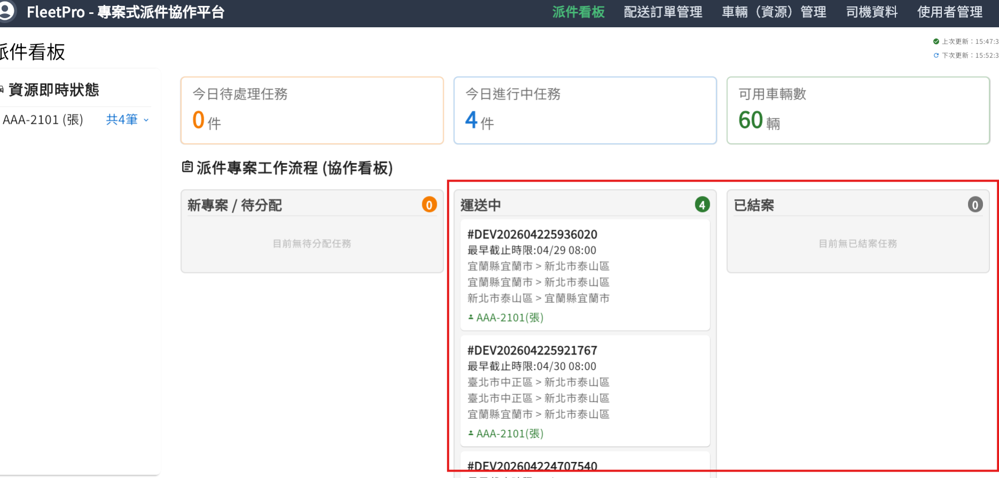 FleetPro - 專案式派件協作平台
派件看板 配送訂單管理 車輛（資源）管理 司機資料 使用者管理
派件看板
上次更新：15:47:3
下次更新：15:52:3
資源即時狀態
AAA-2101 (張) 共4筆
今日待處理任務
0 件
今日進行中任務
4 件
可用車輛數
60 輛
派件專案工作流程 (協作看板)
新專案 / 待分配 0
目前無待分配任務
運送中 4
#DEV202604225936020
最早截止時限:04/29 08:00
宜蘭縣宜蘭市 > 新北市泰山區
宜蘭縣宜蘭市 > 新北市泰山區
新北市泰山區 > 宜蘭縣宜蘭市
AAA-2101(張)
#DEV202604225921767
最早截止時限:04/30 08:00
臺北市中正區 > 新北市泰山區
臺北市中正區 > 新北市泰山區
宜蘭縣宜蘭市 > 新北市泰山區
AAA-2101(張)
#DEV202604224707540
已結案 0
目前無已結案任務